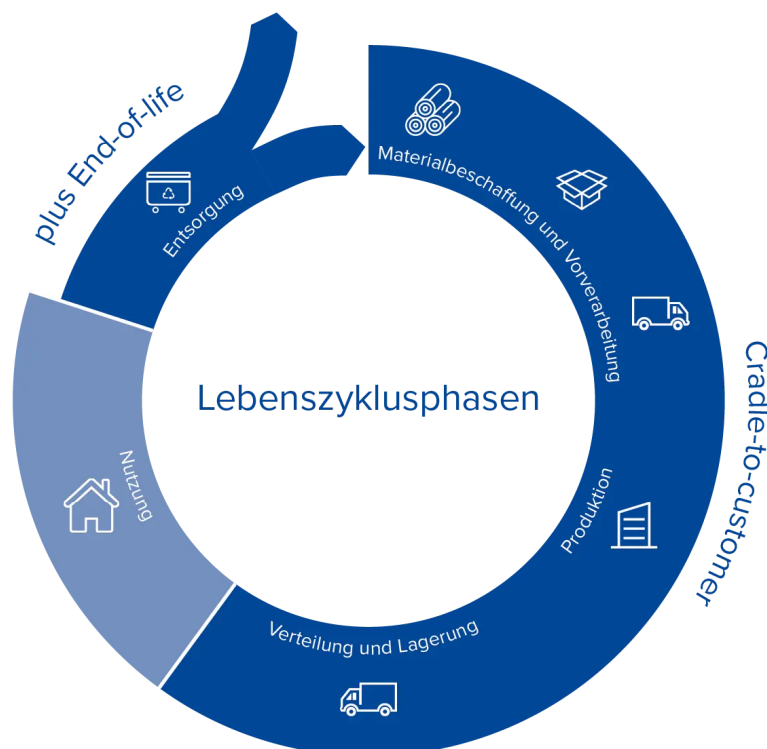 Lebenszyklusphasen
Materialbeschaffung und Vorverarbeitung
Produktion
Verteilung und Lagerung
Nutzung
Entsorgung
Cradle-to-customer
plus End-of-life